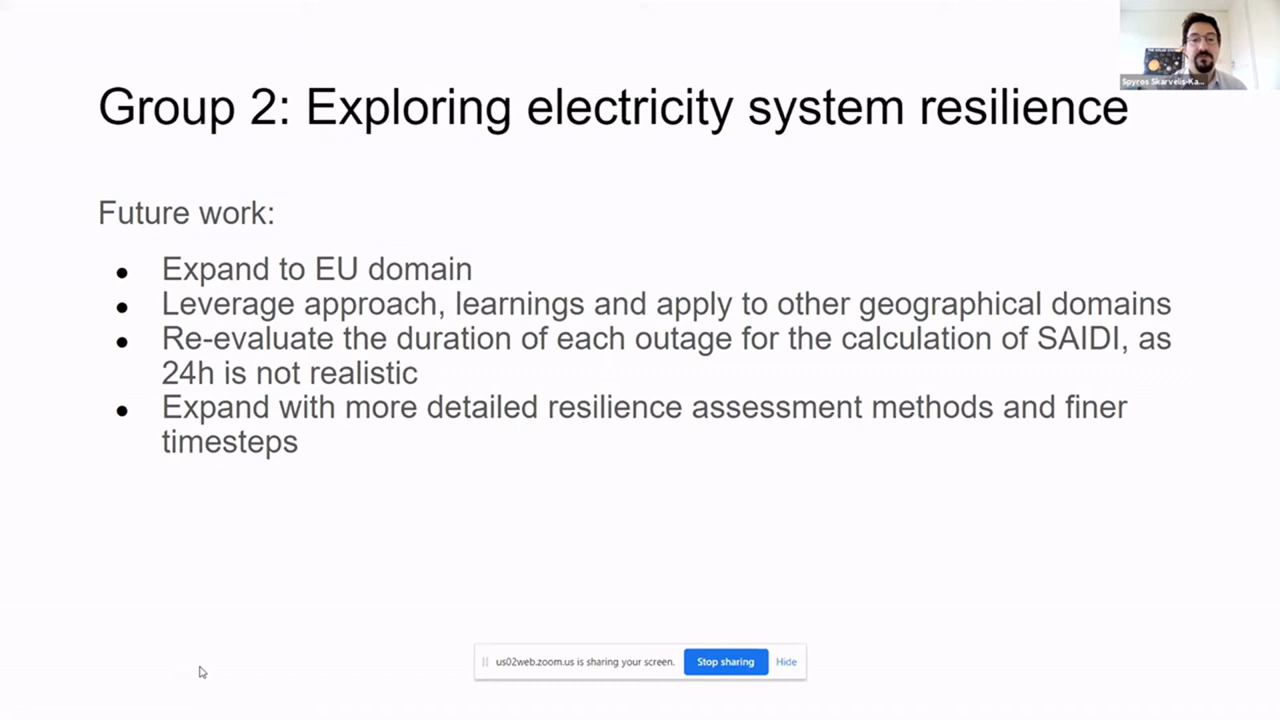 Group 2: Exploring electricity system resilience
Spyros Skarvelis-Ka...
Future work:
● Expand to EU domain
● Leverage approach, learnings and apply to other geographical domains
● Re-evaluate the duration of each outage for the calculation of SAIDI, as
24h is not realistic
● Expand with more detailed resilience assessment methods and finer
timesteps
us02web.zoom.us is sharing your screen.
Stop sharing
Hide